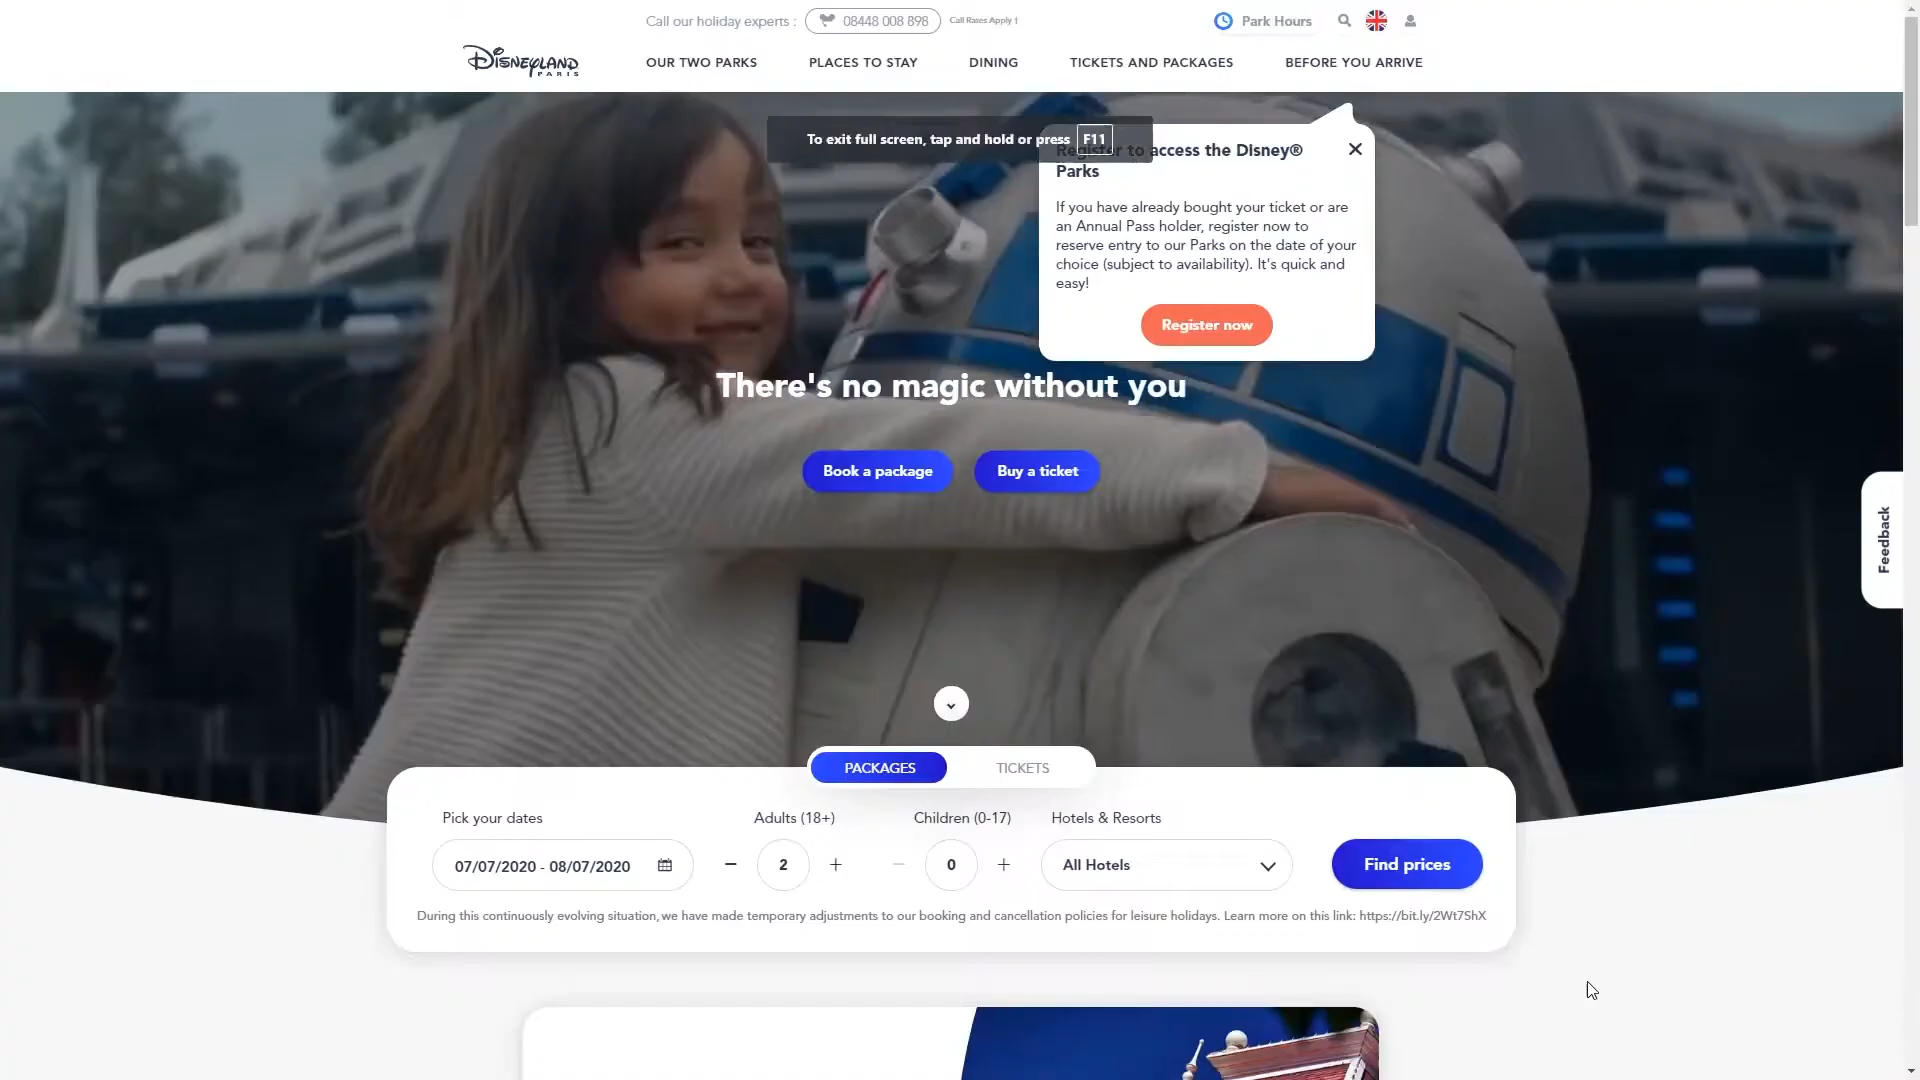 Call our holiday experts :
08448 008 898
Call Rates Apply †
Park Hours
Disneyland
PARIS
OUR TWO PARKS
PLACES TO STAY
DINING
TICKETS AND PACKAGES
BEFORE YOU ARRIVE
To exit full screen, tap and hold or press F11
Register to access the Disney®
Parks
If you have already bought your ticket or are
an Annual Pass holder, register now to
reserve entry to our Parks on the date of your
choice (subject to availability). It's quick and
easy!
Register now
There's no magic without you
Book a package
Buy a ticket
Feedback
PACKAGES
TICKETS
Pick your dates
Adults (18+)
Children (0-17)
Hotels & Resorts
07/07/2020 - 08/07/2020
2
0
All Hotels
Find prices
During this continuously evolving situation, we have made temporary adjustments to our booking and cancellation policies for leisure holidays. Learn more on this link: https://bit.ly/2Wt7ShX